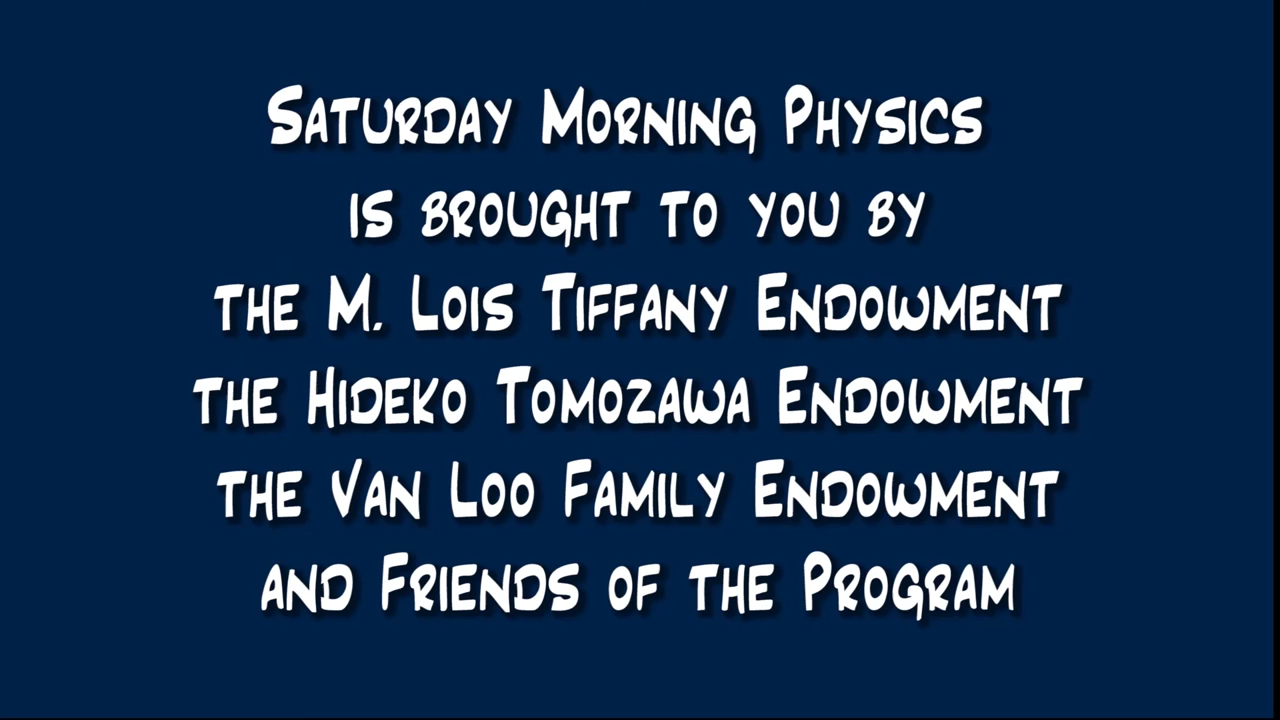 Saturday Morning Physics
is brought to you by
the M. Lois Tiffany Endowment
the Hideko Tomozawa Endowment
the Van Loo Family Endowment
and Friends of the Program